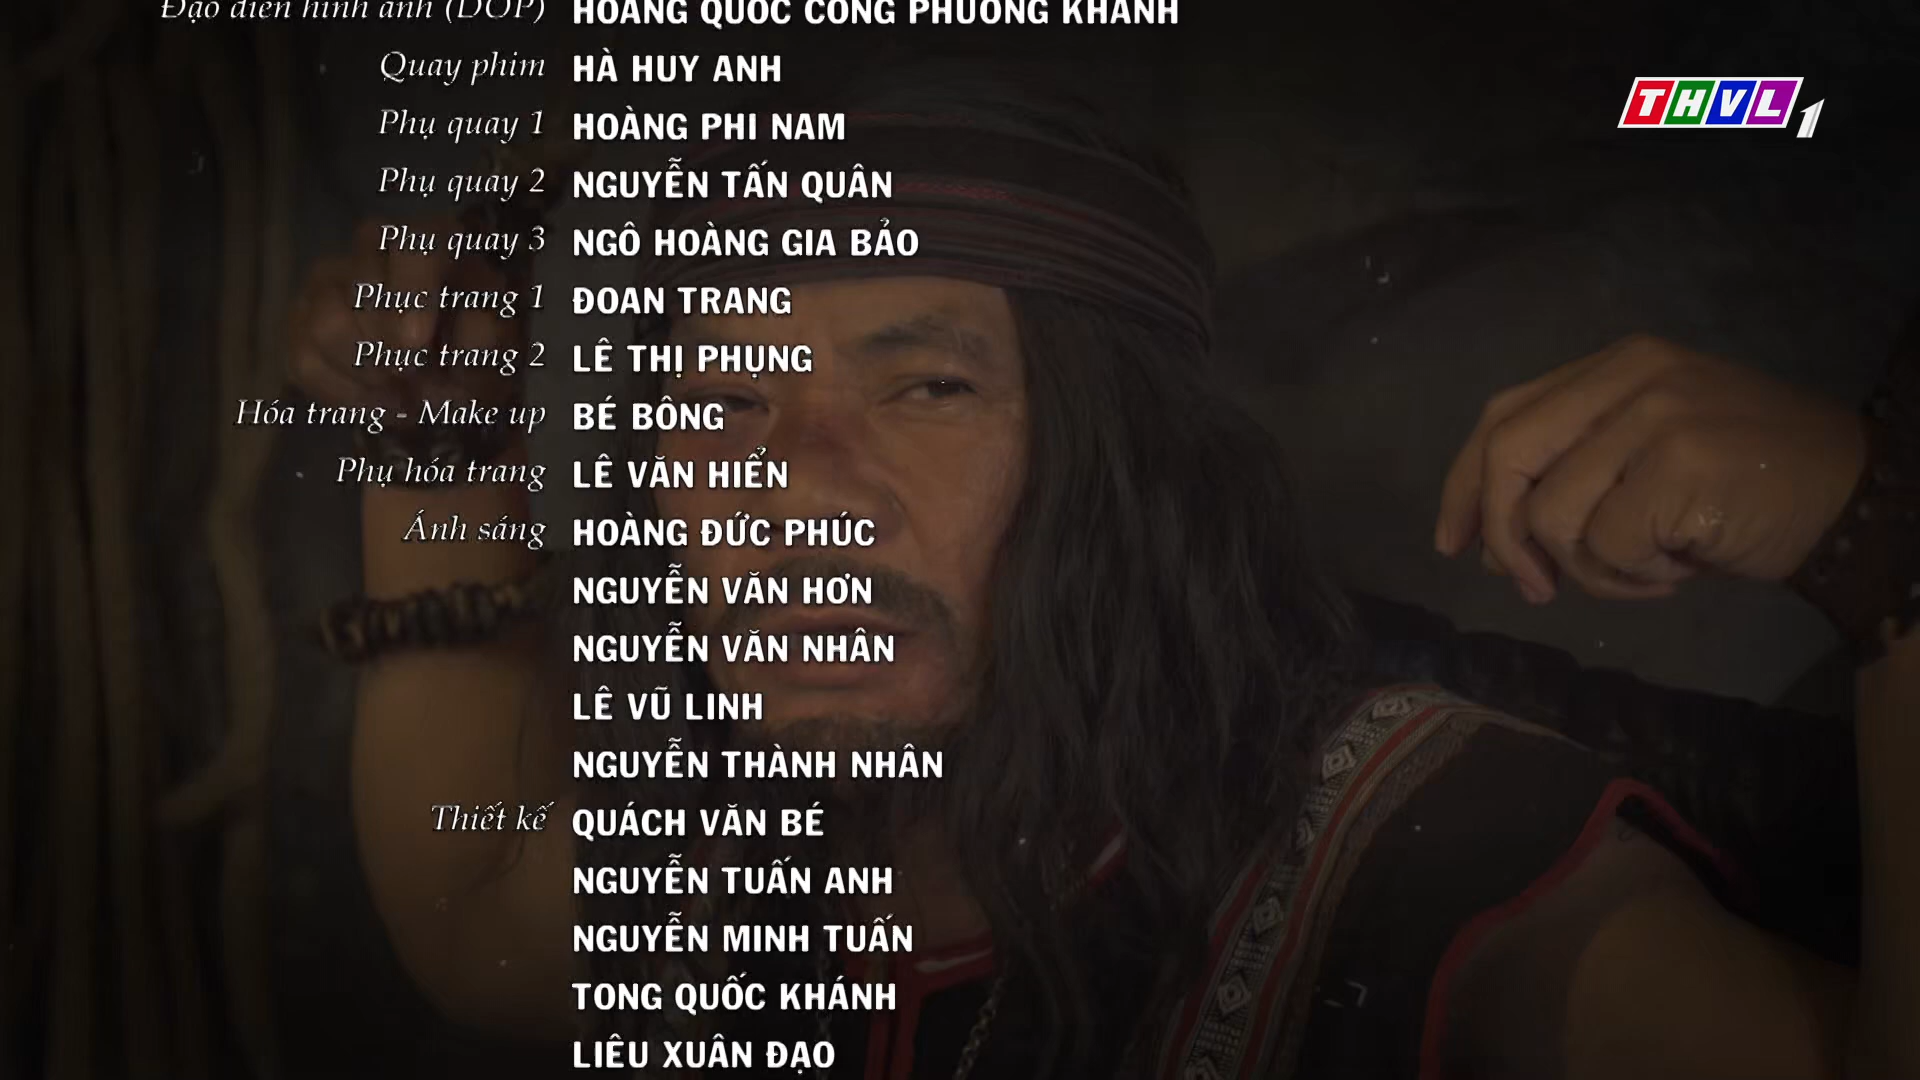 Đạo diễn hình ảnh (DOP) HOÀNG QUỐC CÔNG PHƯƠNG KHANH
Quay phim HÀ HUY ANH
THVL1
Phụ quay 1 HOÀNG PHI NAM
Phụ quay 2 NGUYỄN TẤN QUÂN
Phụ quay 3 NGÔ HOÀNG GIA BẢO
Phục trang 1 ĐOAN TRANG
Phục trang 2 LÊ THỊ PHỤNG
Hóa trang - Make up BÉ BÔNG
Phụ hóa trang LÊ VĂN HIỂN
Ánh sáng HOÀNG ĐỨC PHÚC
NGUYỄN VĂN HƠN
NGUYỄN VĂN NHÂN
LÊ VŨ LINH
NGUYỄN THÀNH NHÂN
Thiết kế QUÁCH VĂN BÉ
NGUYỄN TUẤN ANH
NGUYỄN MINH TUẤN
TONG QUỐC KHÁNH
LIÊU XUÂN ĐẠO